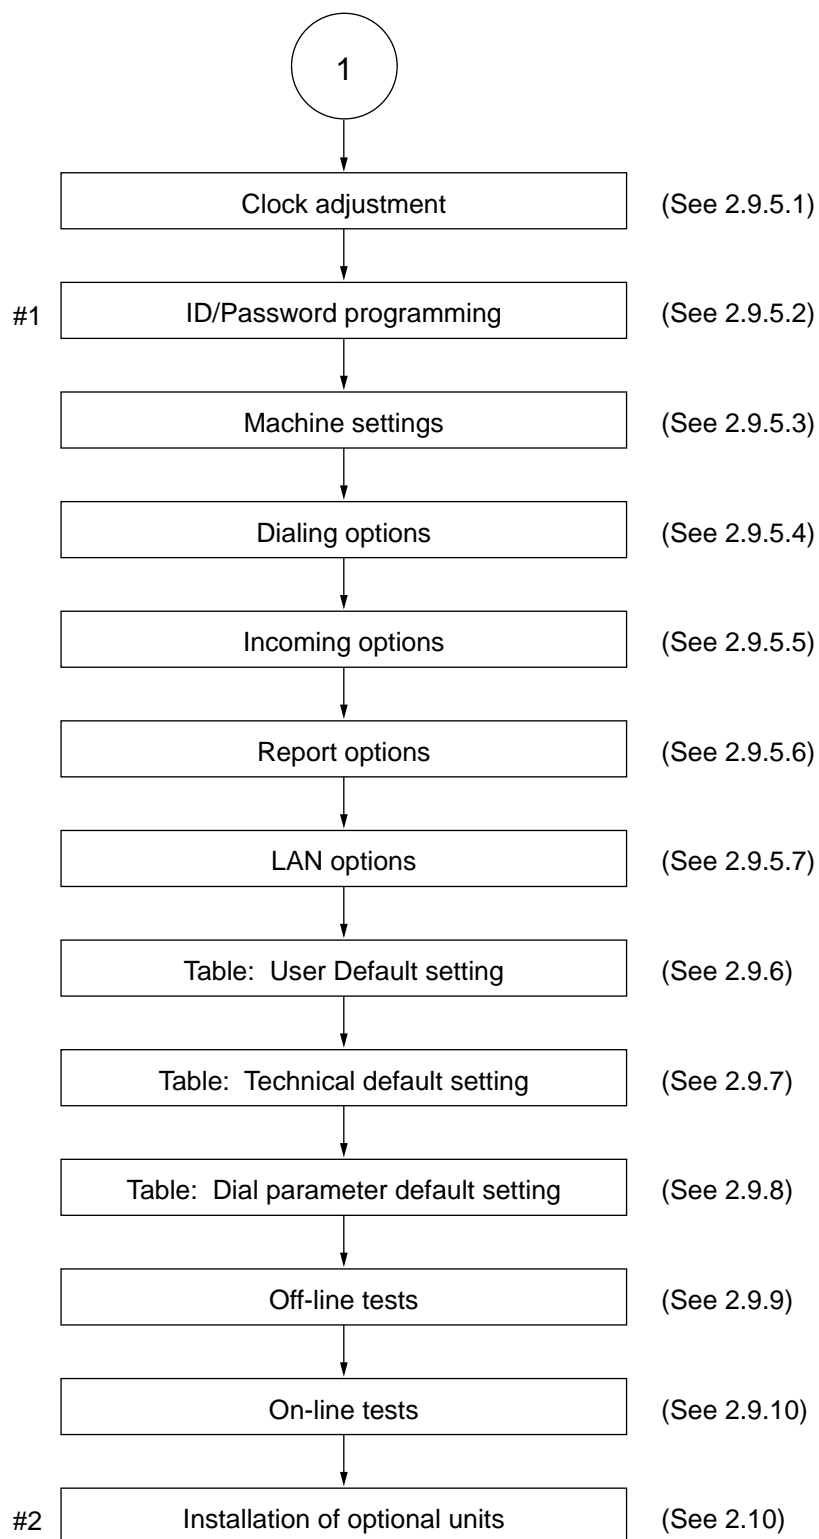 1
Clock adjustment (See 2.9.5.1)
#1 ID/Password programming (See 2.9.5.2)
Machine settings (See 2.9.5.3)
Dialing options (See 2.9.5.4)
Incoming options (See 2.9.5.5)
Report options (See 2.9.5.6)
LAN options (See 2.9.5.7)
Table:  User Default setting (See 2.9.6)
Table:  Technical default setting (See 2.9.7)
Table:  Dial parameter default setting (See 2.9.8)
Off-line tests (See 2.9.9)
On-line tests (See 2.9.10)
#2 Installation of optional units (See 2.10)